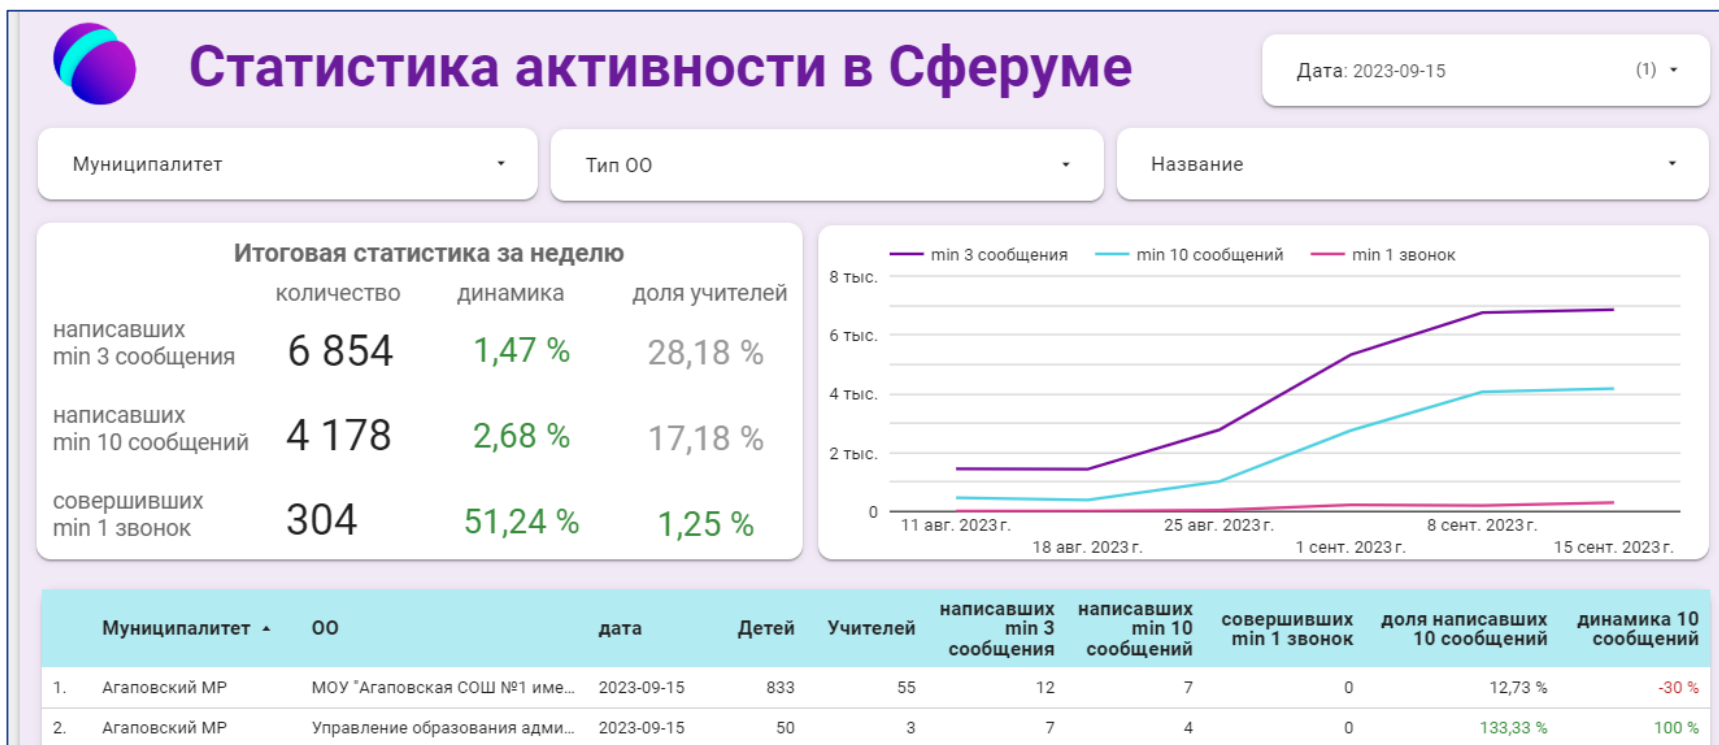 Статистика активности в Сферуме
Дата: 2023-09-15 (1)
Муниципалитет
Тип ОО
Название
Итоговая статистика за неделю
количество динамика доля учителей
написавших
min 3 сообщения 6 854 1,47 % 28,18 %
написавших
min 10 сообщений 4 178 2,68 % 17,18 %
совершивших
min 1 звонок 304 51,24 % 1,25 %
min 3 сообщения min 10 сообщений min 1 звонок
8 тыс.
6 тыс.
4 тыс.
2 тыс.
0
11 авг. 2023 г. 25 авг. 2023 г. 8 сент. 2023 г.
18 авг. 2023 г. 1 сент. 2023 г. 15 сент. 2023 г.
Муниципалитет ОО дата Детей Учителей написавших min 3 сообщения написавших min 10 сообщений совершивших min 1 звонок доля написавших 10 сообщений динамика 10 сообщений
1. Агаповский МР МОУ "Агаповская СОШ №1 име... 2023-09-15 833 55 12 7 0 12,73 % -30 %
2. Агаповский МР Управление образования адми... 2023-09-15 50 3 7 4 0 133,33 % 100 %